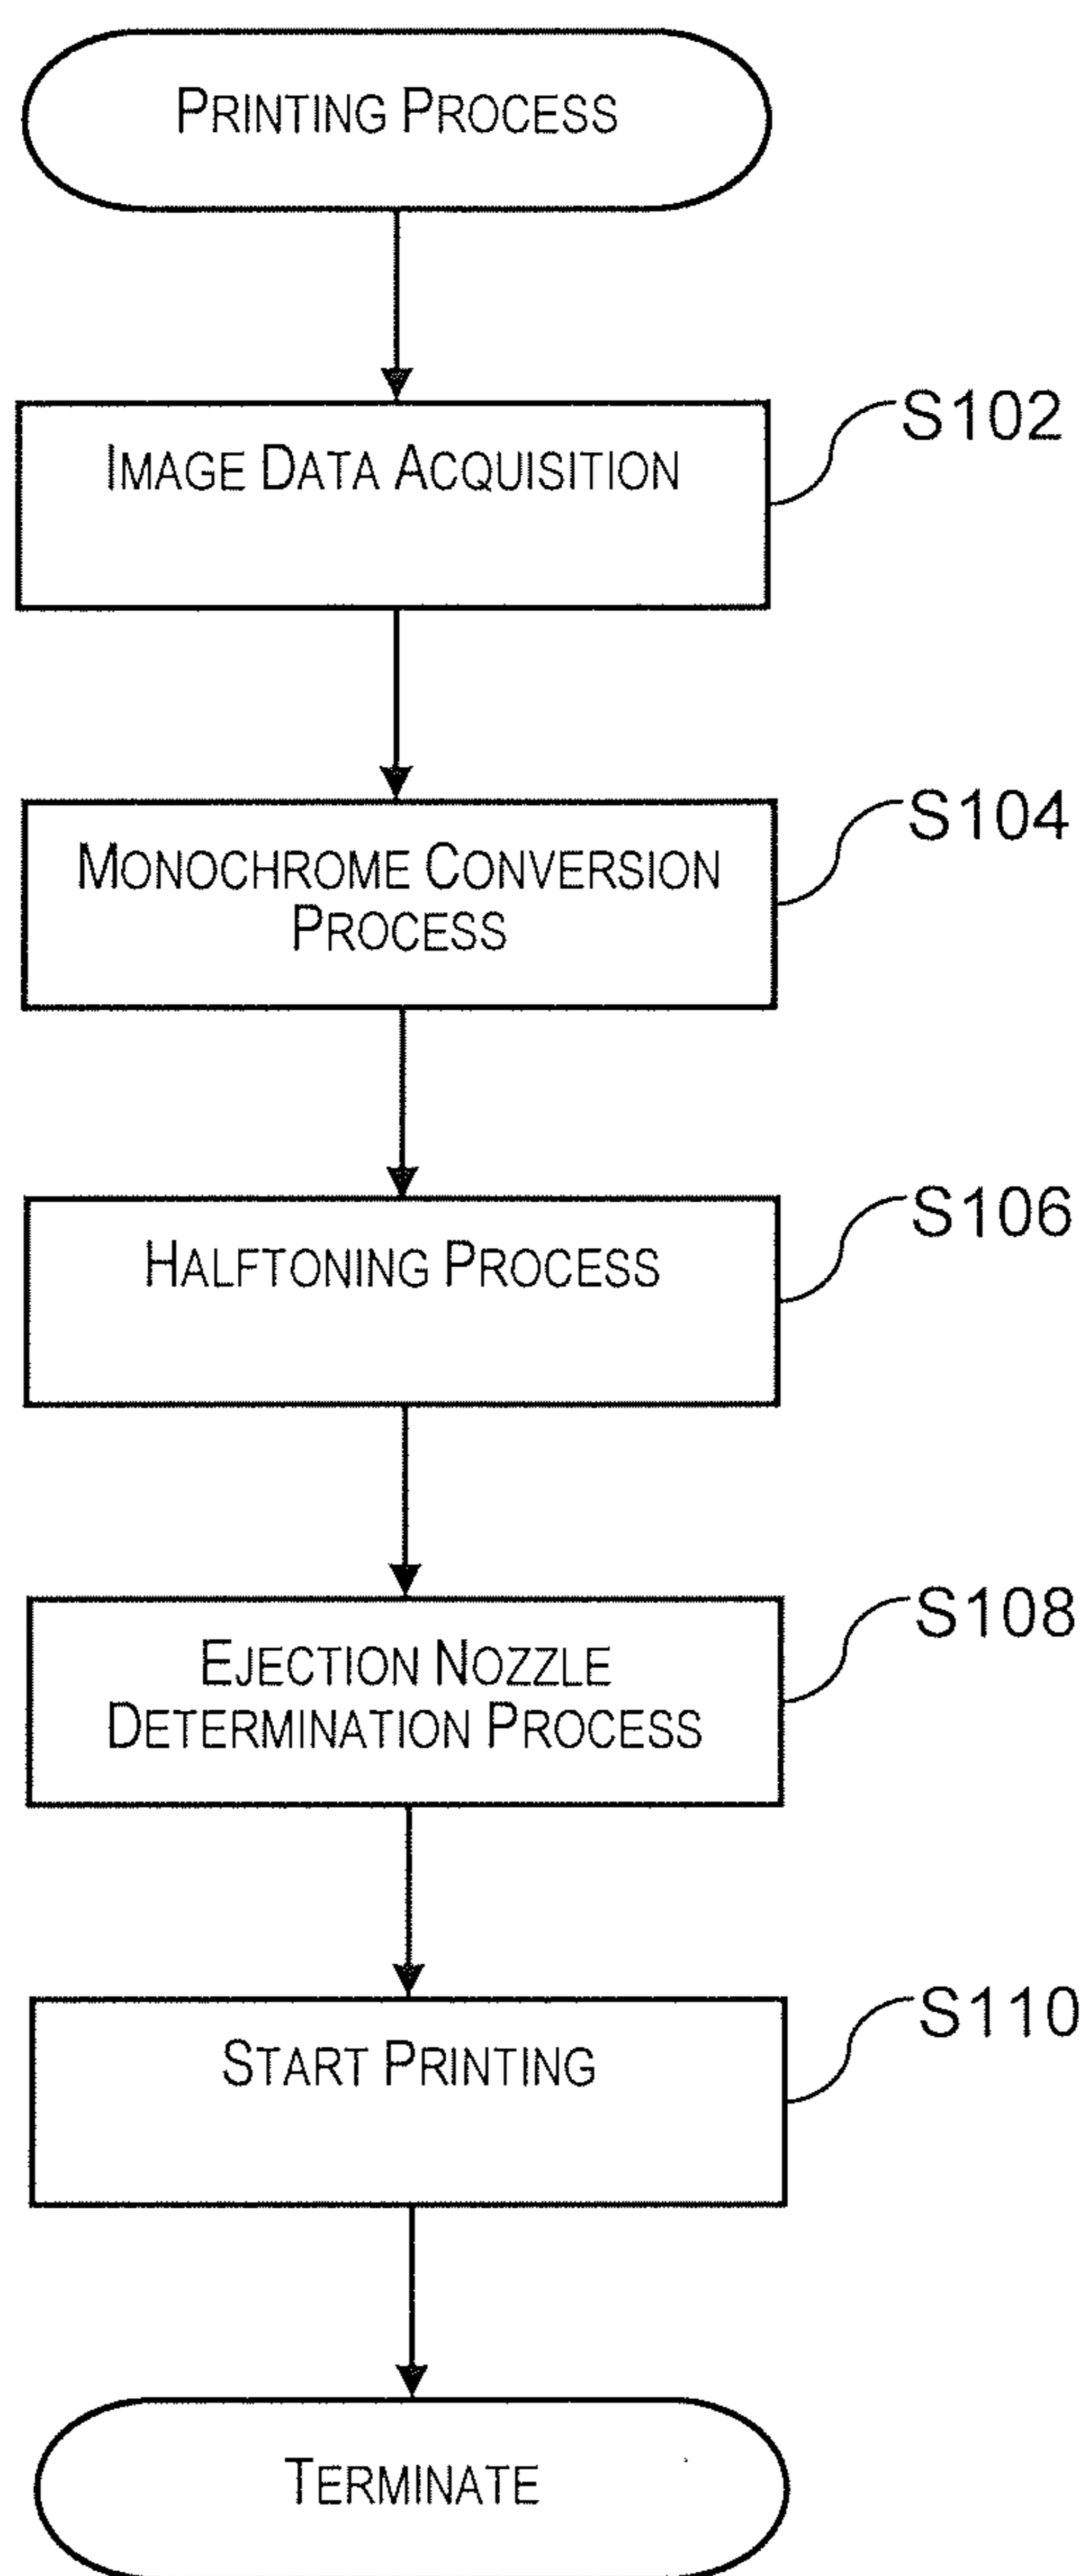 PRINTING PROCESS
IMAGE DATA ACQUISITION
S102
MONOCHROME CONVERSION
PROCESS
S104
HALFTONING PROCESS
S106
EJECTION NOZZLE
DETERMINATION PROCESS
S108
START PRINTING
S110
TERMINATE